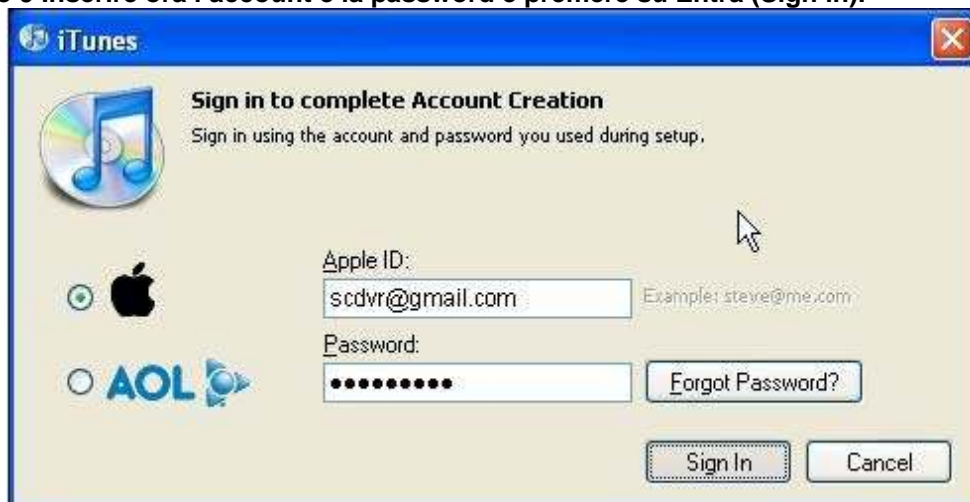 e inserire ora l'account e la password e premere su Entra (Sign In).
iTunes
Sign in to complete Account Creation
Sign in using the account and password you used during setup.
Apple ID:
scdvr@gmail.com
Example: steve@me.com
Password:
•••••••••
Forgot Password?
AOL
Sign In
Cancel